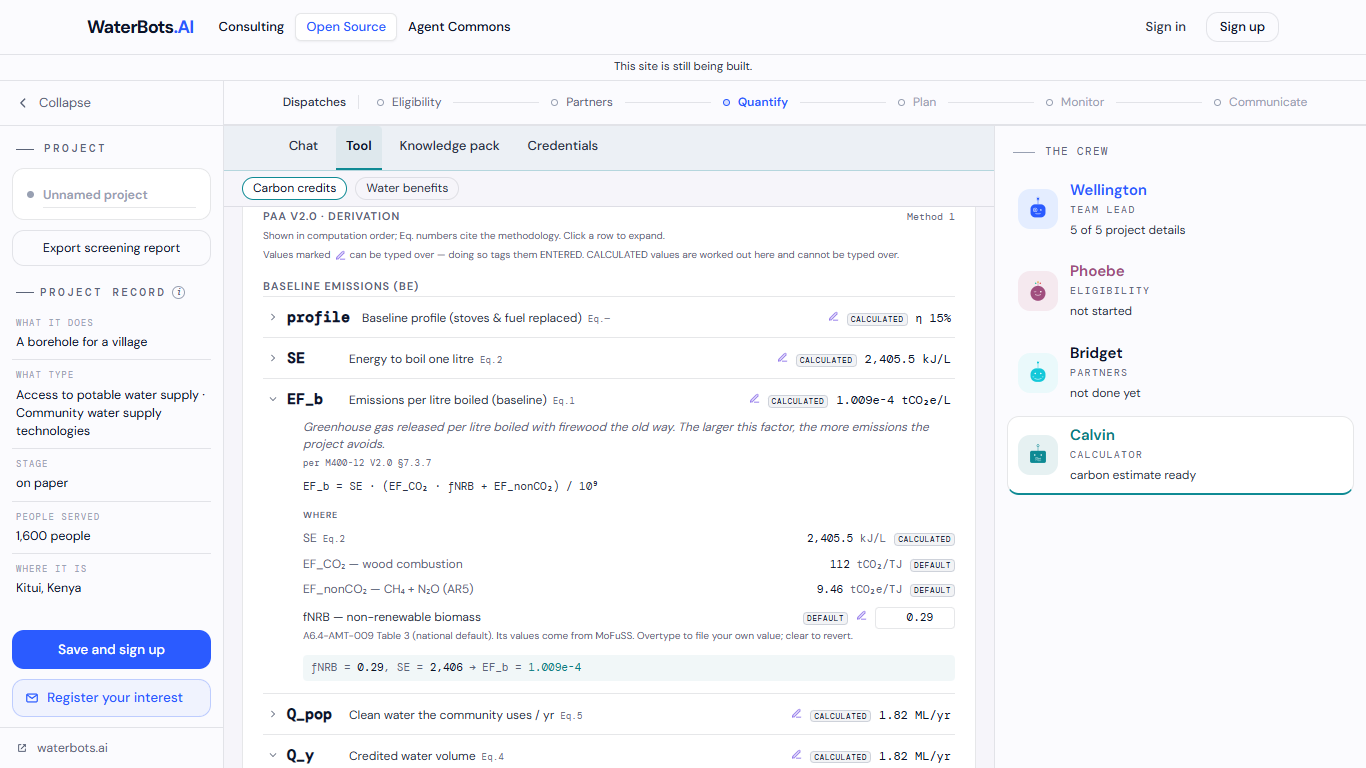 WaterBots.AI Consulting Open Source Agent Commons Sign in Sign up
This site is still being built.
Collapse
Dispatches Eligibility Partners Quantify Plan Monitor Communicate
PROJECT
Unnamed project
Export screening report
PROJECT RECORD i
WHAT IT DOES
A borehole for a village
WHAT TYPE
Access to potable water supply ·
Community water supply
technologies
STAGE
on paper
PEOPLE SERVED
1,600 people
WHERE IT IS
Kitui, Kenya
Save and sign up
Register your interest
waterbots.ai
Chat Tool Knowledge pack Credentials
Carbon credits Water benefits
PAA V2.0 · DERIVATION Method 1
Shown in computation order; Eq. numbers cite the methodology. Click a row to expand.
Values marked can be typed over — doing so tags them ENTERED. CALCULATED values are worked out here and cannot be typed over.
BASELINE EMISSIONS (BE)
profile Baseline profile (stoves & fuel replaced) Eq.— CALCULATED η 15%
SE Energy to boil one litre Eq.2 CALCULATED 2,405.5 kJ/L
EF_b Emissions per litre boiled (baseline) Eq.1 CALCULATED 1.009e-4 tCO₂e/L
Greenhouse gas released per litre boiled with firewood the old way. The larger this factor, the more emissions the
project avoids.
per M400-12 V2.0 §7.3.7
EF_b = SE · (EF_CO₂ · ƒNRB + EF_nonCO₂) / 10⁹
WHERE
SE Eq.2 2,405.5 kJ/L CALCULATED
EF_CO₂ — wood combustion 112 tCO₂/TJ DEFAULT
EF_nonCO₂ — CH₄ + N₂O (AR5) 9.46 tCO₂e/TJ DEFAULT
fNRB — non-renewable biomass DEFAULT 0.29
A6.4-AMT-009 Table 3 (national default). Its values come from MoFuSS. Overtype to file your own value; clear to revert.
ƒNRB = 0.29, SE = 2,406 → EF_b = 1.009e-4
Q_pop Clean water the community uses / yr Eq.5 CALCULATED 1.82 ML/yr
Q_y Credited water volume Eq.4 CALCULATED 1.82 ML/yr
THE CREW
Wellington
TEAM LEAD
5 of 5 project details
Phoebe
ELIGIBILITY
not started
Bridget
PARTNERS
not done yet
Calvin
CALCULATOR
carbon estimate ready